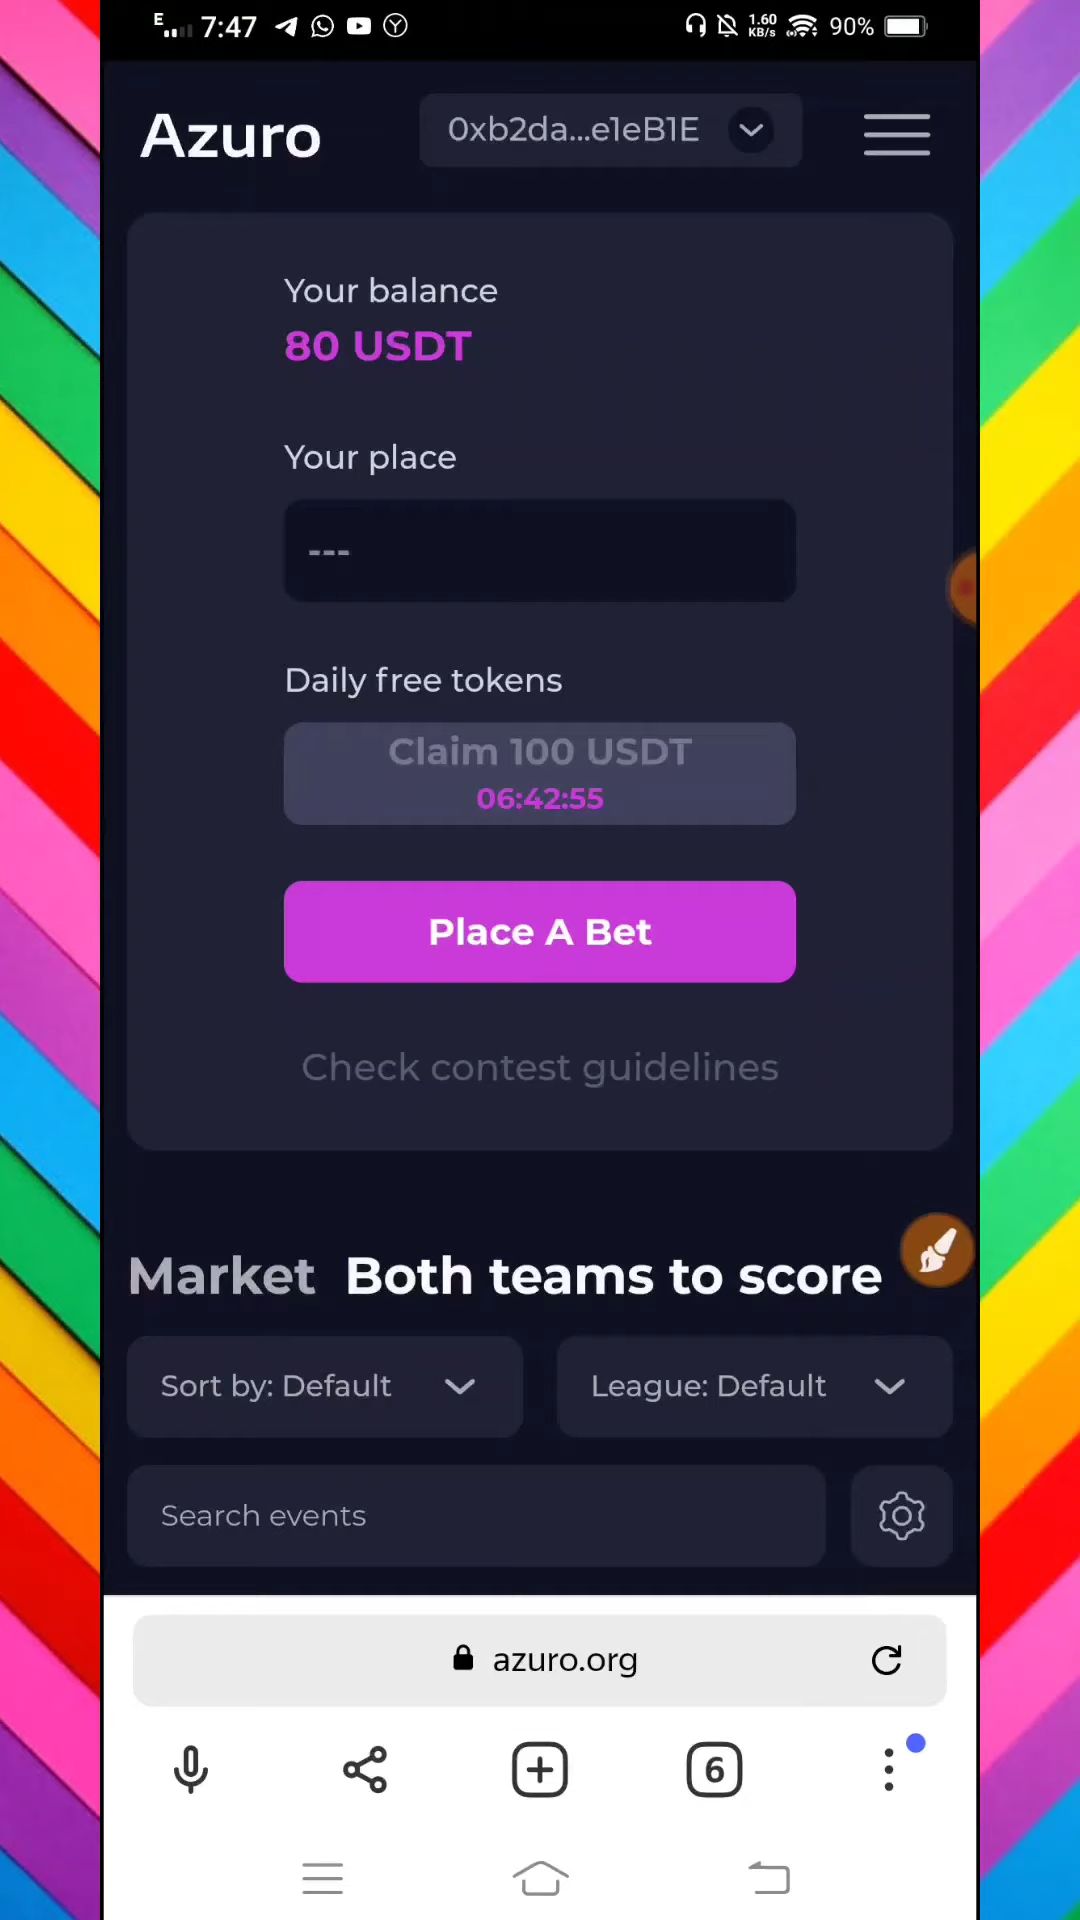 E 7:47 1.60 KB/s 90%
Azuro 0xb2da...e1eB1E
Your balance
80 USDT
Your place
---
Daily free tokens
Claim 100 USDT
06:42:55
Place A Bet
Check contest guidelines
Market Both teams to score
Sort by: Default League: Default
Search events
azuro.org
6